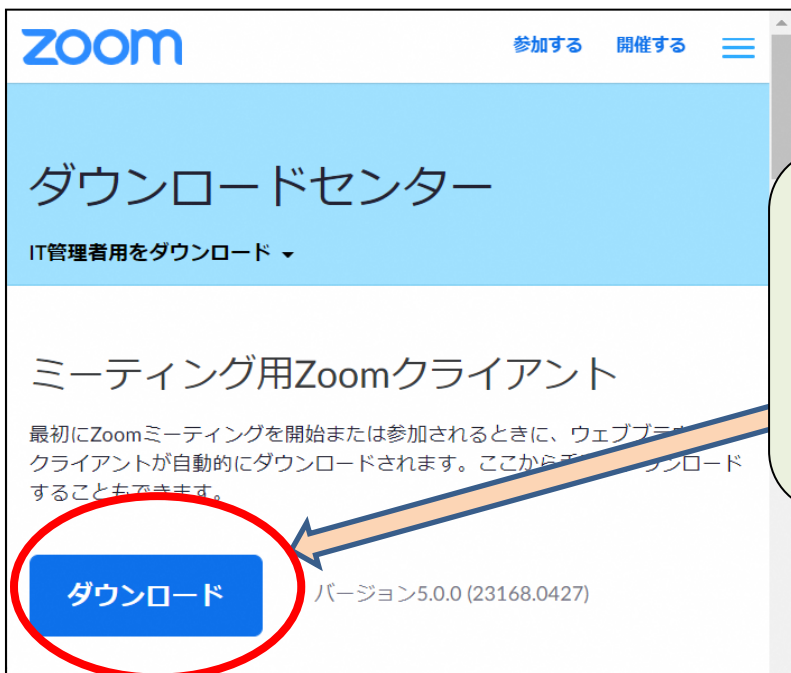 zoom
参加する 開催する
ダウンロードセンター
IT管理者用をダウンロード
ミーティング用Zoomクライアント
最初にZoomミーティングを開始または参加されるときに、ウェブブラウ
クライアントが自動的にダウンロードされます。ここから手 ウンロード
することもできます。
ダウンロード
バージョン5.0.0 (23168.0427)